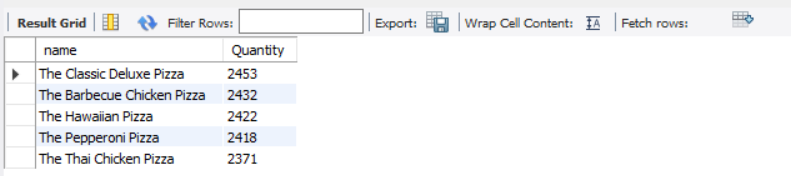 Result Grid Filter Rows: Export: Wrap Cell Content: IA Fetch rows:
name Quantity
The Classic Deluxe Pizza 2453
The Barbecue Chicken Pizza 2432
The Hawaiian Pizza 2422
The Pepperoni Pizza 2418
The Thai Chicken Pizza 2371